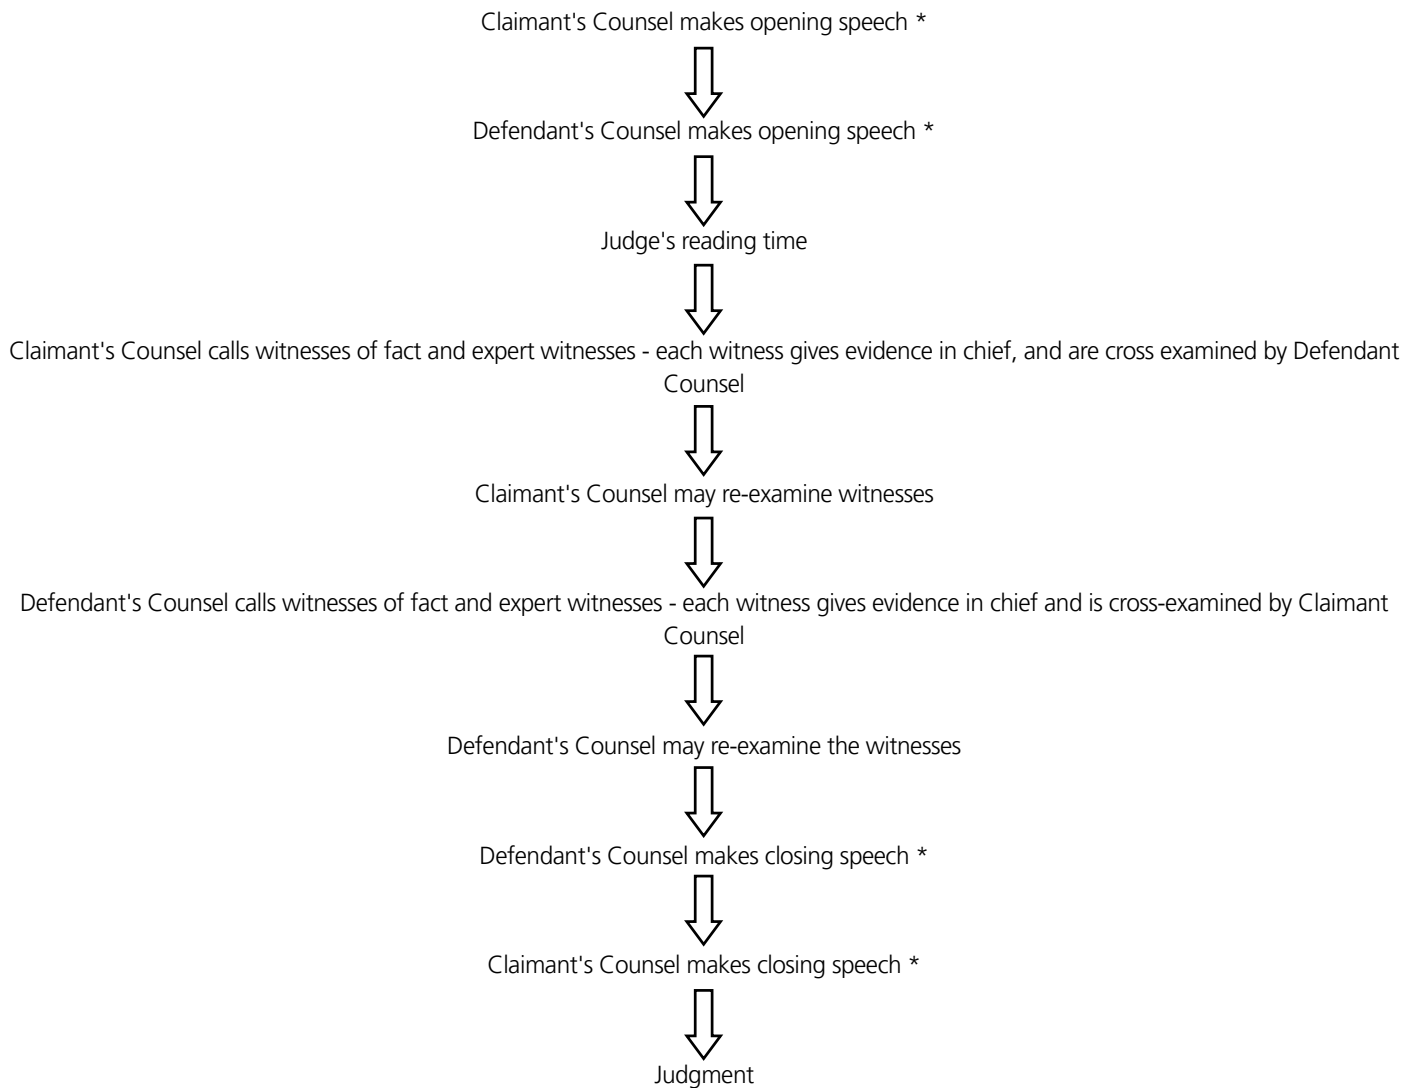 Claimant's Counsel makes opening speech *
Defendant's Counsel makes opening speech *
Judge's reading time
Claimant's Counsel calls witnesses of fact and expert witnesses - each witness gives evidence in chief, and are cross examined by Defendant
Counsel
Claimant's Counsel may re-examine witnesses
Defendant's Counsel calls witnesses of fact and expert witnesses - each witness gives evidence in chief and is cross-examined by Claimant
Counsel
Defendant's Counsel may re-examine the witnesses
Defendant's Counsel makes closing speech *
Claimant's Counsel makes closing speech *
Judgment